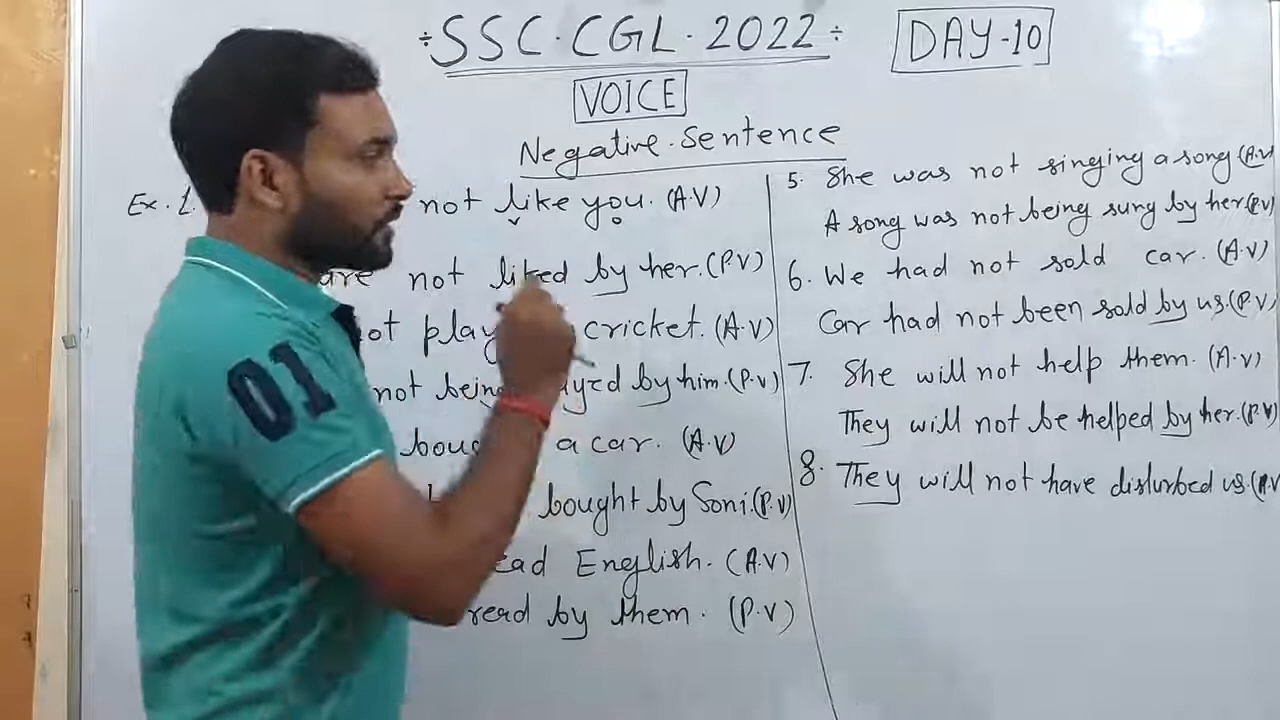 ÷ SSC. CGL. 2022 ÷
DAY-10
VOICE
Negative. Sentence
Ex. 1. not like you. (A.V)
are not liked by her. (P.V)
cricket. (A.V)
not being by him. (P.V)
a car. (A.V)
bought by Soni. (P.V)
English. (A.V)
by them. (P.V)
5. She was not singing a song (A.V
A song was not being sung by her (P.V)
6. We had not sold car. (A.V)
Car had not been sold by us. (P.V)
7. She will not help them. (A.V)
They will not be helped by her. (P.V)
8. They will not have disturbed us. (A.V
01